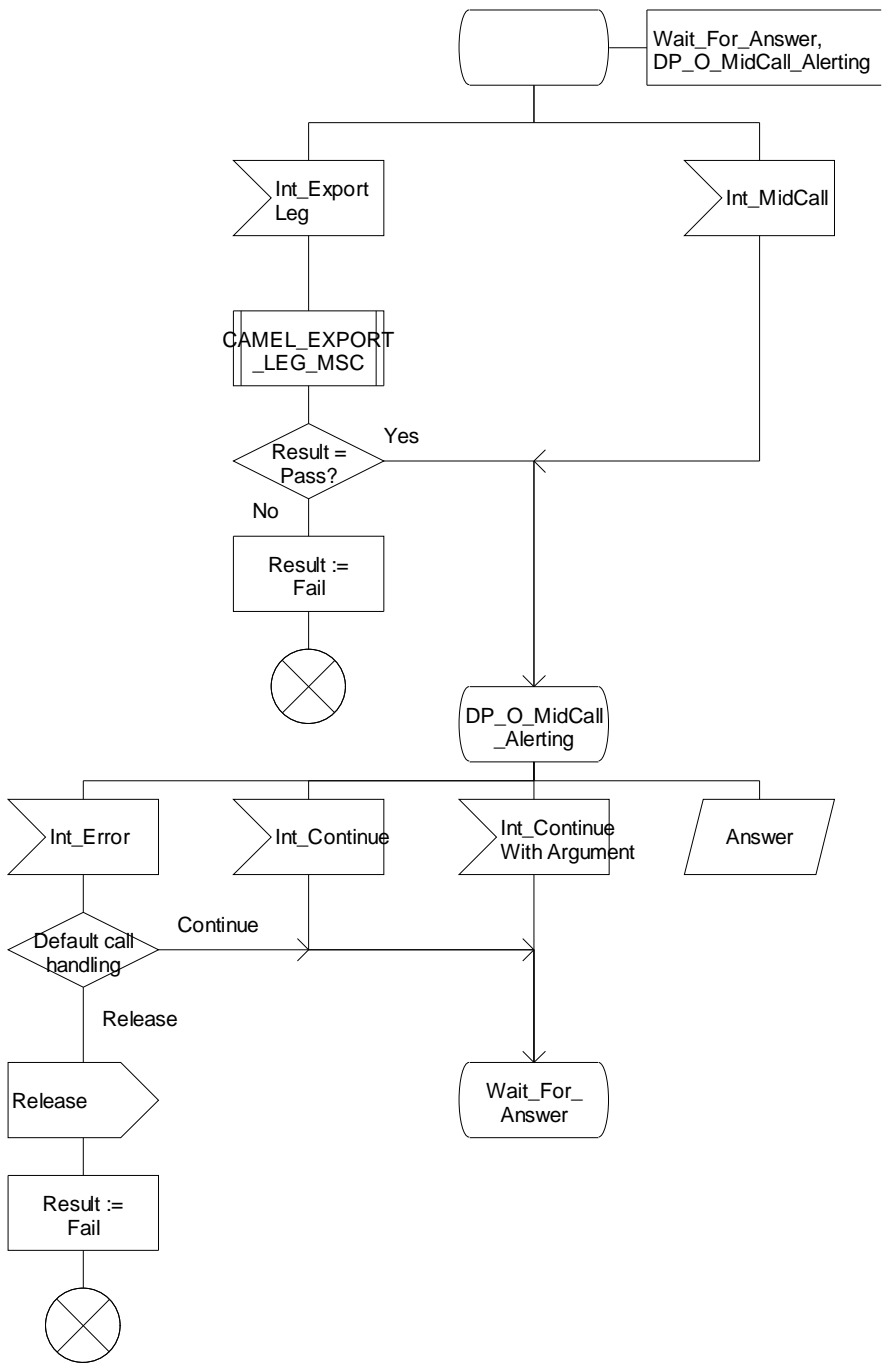 Wait_For_Answer,
DP_O_MidCall_Alerting
Int_Export
Leg
Int_MidCall
CAMEL_EXPORT
_LEG_MSC
Result =
Pass?
Yes
No
Result :=
Fail
DP_O_MidCall
_Alerting
Int_Error
Int_Continue
Int_Continue
With Argument
Answer
Default call
handling
Continue
Release
Release
Wait_For_
Answer
Result :=
Fail